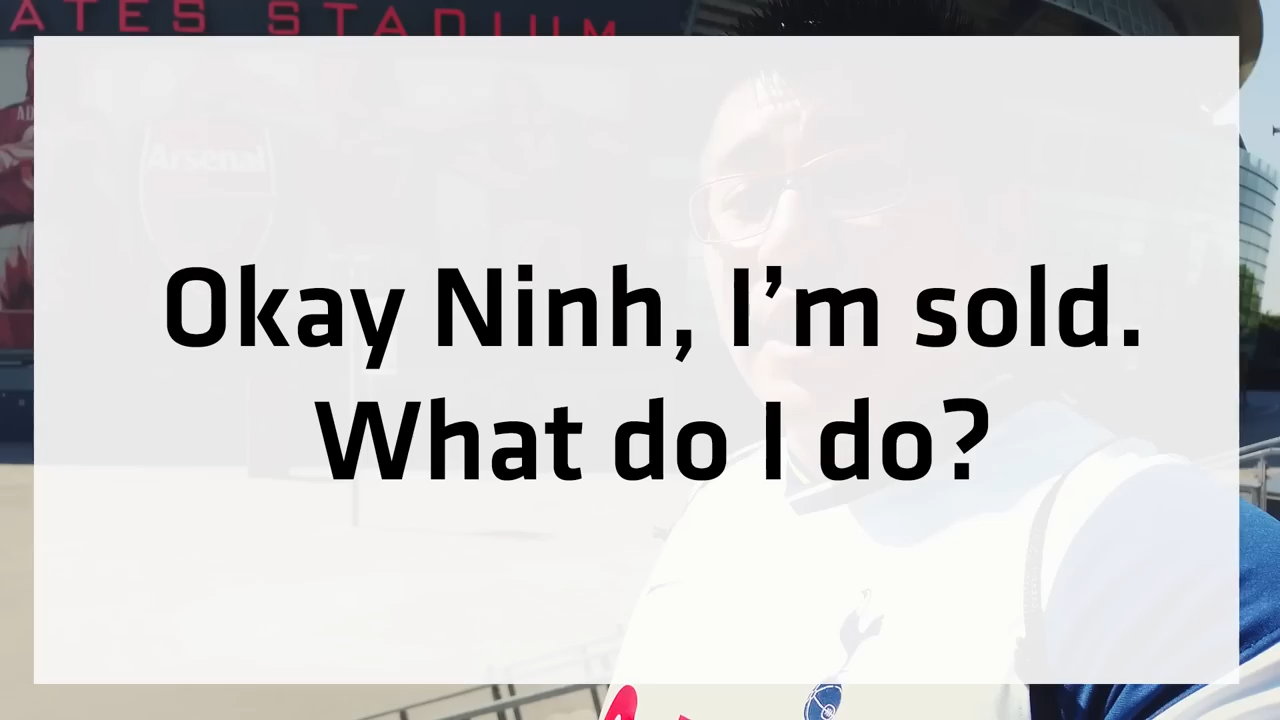 ATES STADIUM
Arsenal
Okay Ninh, I’m sold.
What do I do?